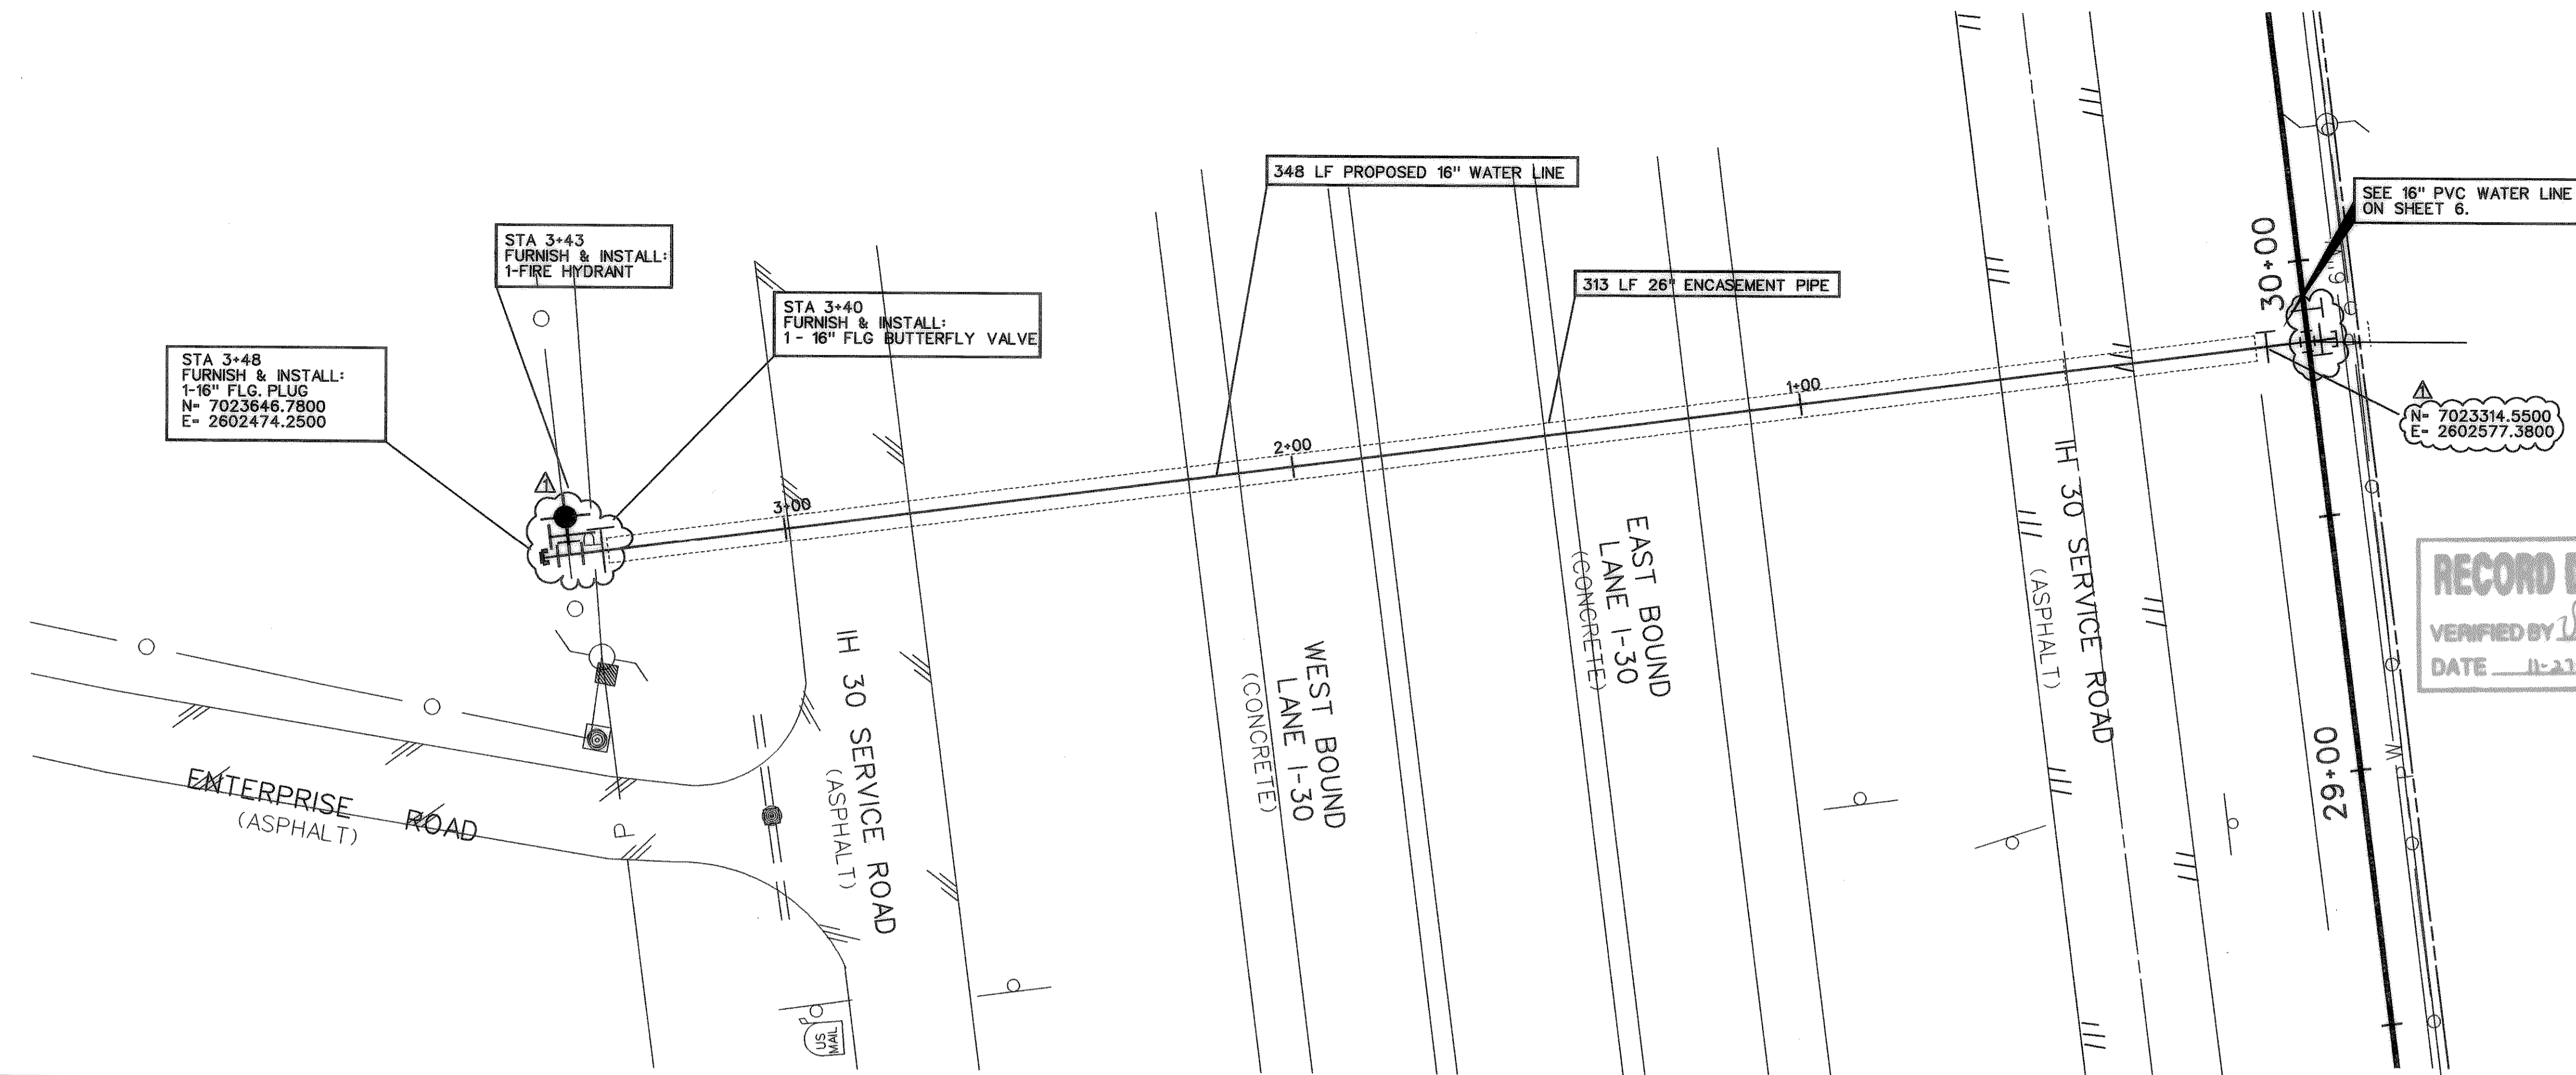 348 LF PROPOSED 16" WATER LINE
SEE 16" PVC WATER LINE
ON SHEET 6.
STA 3+43
FURNISH & INSTALL:
1-FIRE HYDRANT
313 LF 26" ENCASEMENT PIPE
STA 3+40
FURNISH & INSTALL:
1- 16" FLG BUTTERFLY VALVE
STA 3+48
FURNISH & INSTALL:
1-16" FLG. PLUG
N= 7023646.7800
E= 2602474.2500
30+00
1+00
2+00
3+00
1
1
N= 7023314.5500
E= 2602577.3800
IH 30 SERVICE ROAD
(ASPHALT)
EAST BOUND
LANE I-30
(CONCRETE)
WEST BOUND
LANE I-30
(CONCRETE)
IH 30 SERVICE ROAD
(ASPHALT)
ENTERPRISE ROAD
(ASPHALT)
P
29+00
W
RECORD
VERIFIED BY
DATE 11-27
US
MAIL